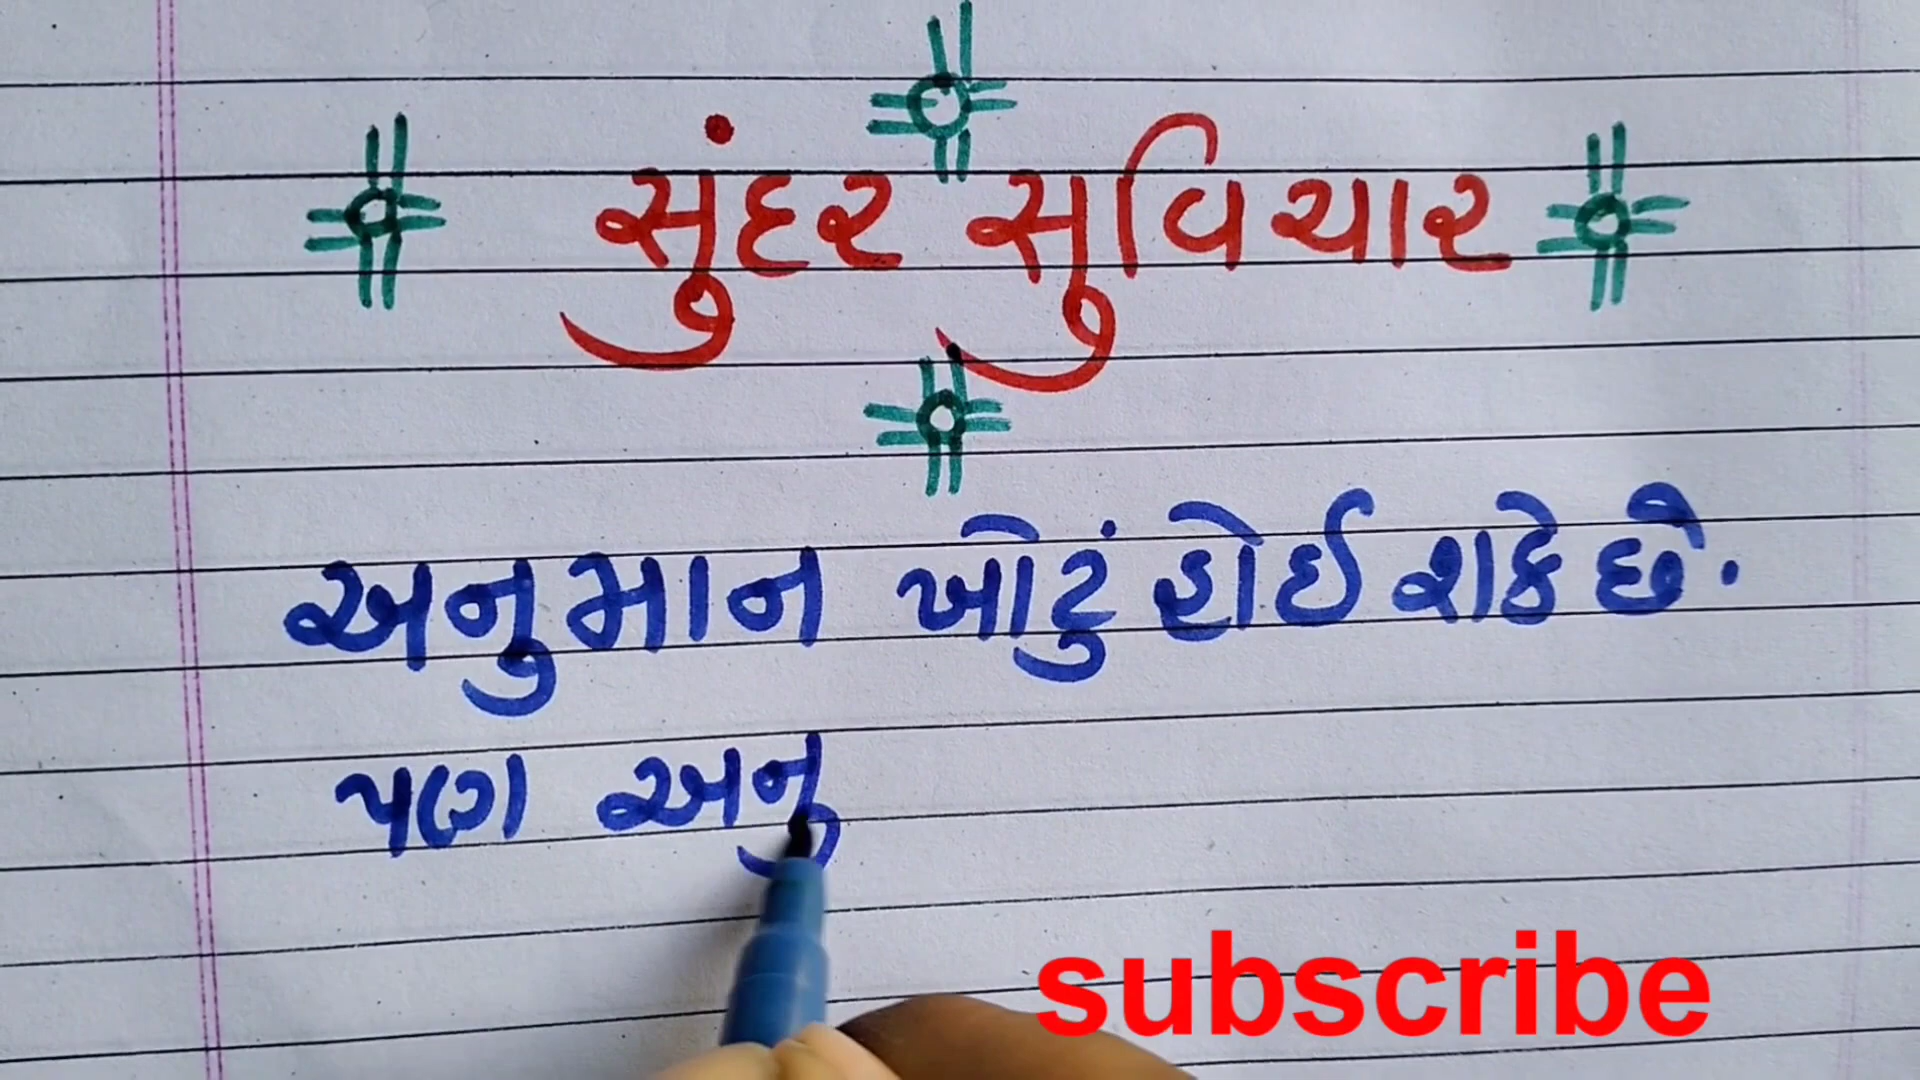 સુંદર સુવિચાર
અનુમાન ખોટું હોઈ શકે છે.
પણ અનુ
subscribe